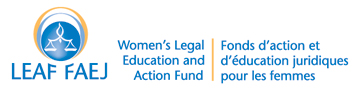 LEAF FAEJ
Women's Legal
Education and
Action Fund
Fonds d'action et
d'éducation juridiques
pour les femmes